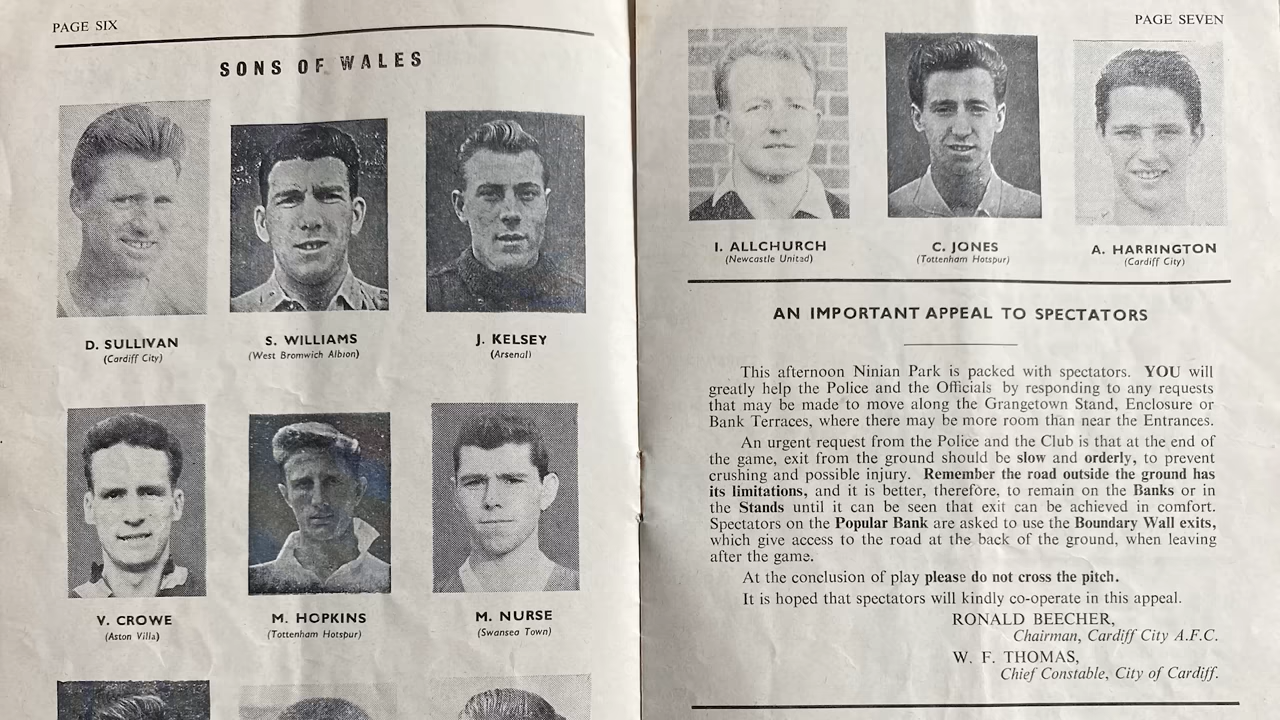 PAGE SIX
SONS OF WALES
D. SULLIVAN
(Cardiff City)
S. WILLIAMS
(West Bromwich Albion)
J. KELSEY
(Arsenal)
V. CROWE
(Aston Villa)
M. HOPKINS
(Tottenham Hotspur)
M. NURSE
(Swansea Town)
PAGE SEVEN
I. ALLCHURCH
(Newcastle United)
C. JONES
(Tottenham Hotspur)
A. HARRINGTON
(Cardiff City)
AN IMPORTANT APPEAL TO SPECTATORS
This afternoon Ninian Park is packed with spectators. YOU will
greatly help the Police and the Officials by responding to any requests
that may be made to move along the Grangetown Stand, Enclosure or
Bank Terraces, where there may be more room than near the Entrances.
An urgent request from the Police and the Club is that at the end of
the game, exit from the ground should be slow and orderly, to prevent
crushing and possible injury. Remember the road outside the ground has
its limitations, and it is better, therefore, to remain on the Banks or in
the Stands until it can be seen that exit can be achieved in comfort.
Spectators on the Popular Bank are asked to use the Boundary Wall exits,
which give access to the road at the back of the ground, when leaving
after the game.
At the conclusion of play please do not cross the pitch.
It is hoped that spectators will kindly co-operate in this appeal.
RONALD BEECHER,
Chairman, Cardiff City A.F.C.
W. F. THOMAS,
Chief Constable, City of Cardiff.